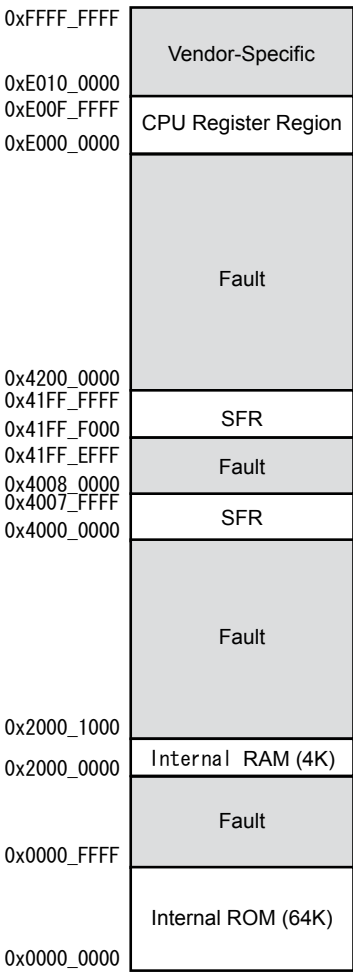 0xFFFF_FFFF
Vendor-Specific
0xE010_0000
0xE00F_FFFF
CPU Register Region
0xE000_0000
Fault
0x4200_0000
0x41FF_FFFF
SFR
0x41FF_F000
0x41FF_EFFF
Fault
0x4008_0000
0x4007_FFFF
SFR
0x4000_0000
Fault
0x2000_1000
Internal RAM (4K)
0x2000_0000
Fault
0x0000_FFFF
Internal ROM (64K)
0x0000_0000